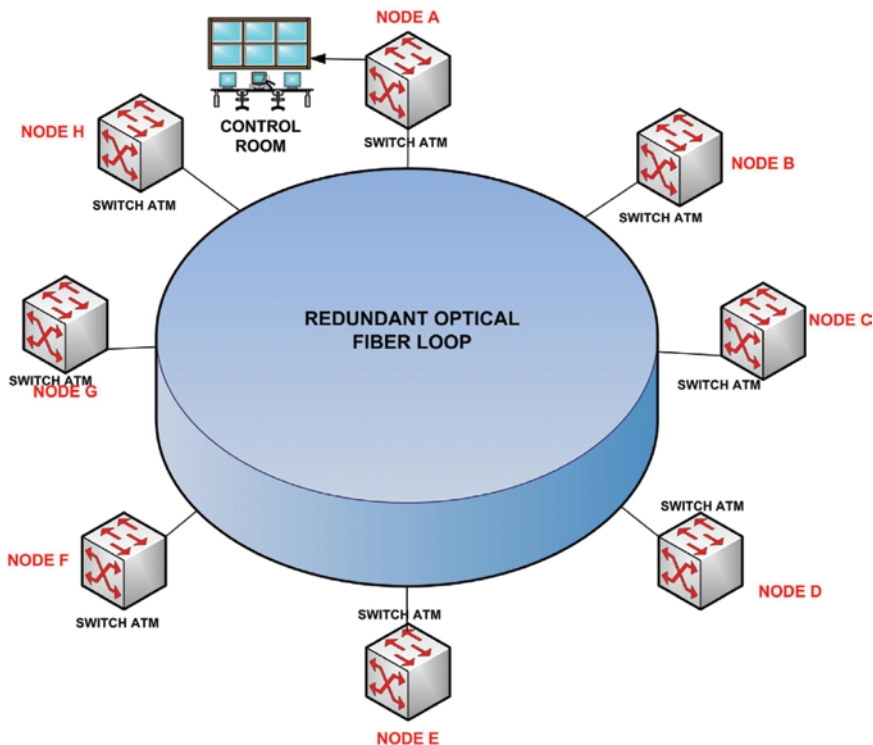 NODE A
CONTROL
ROOM
SWITCH ATM
NODE H
SWITCH ATM
NODE B
SWITCH ATM
REDUNDANT OPTICAL
FIBER LOOP
NODE C
SWITCH ATM
SWITCH ATM
NODE G
SWITCH ATM
NODE D
NODE F
SWITCH ATM
SWITCH ATM
NODE E